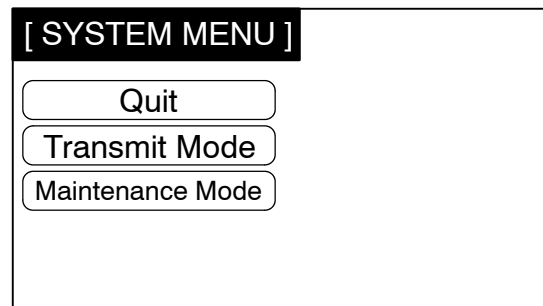 [ SYSTEM MENU ]
Quit
Transmit Mode
Maintenance Mode